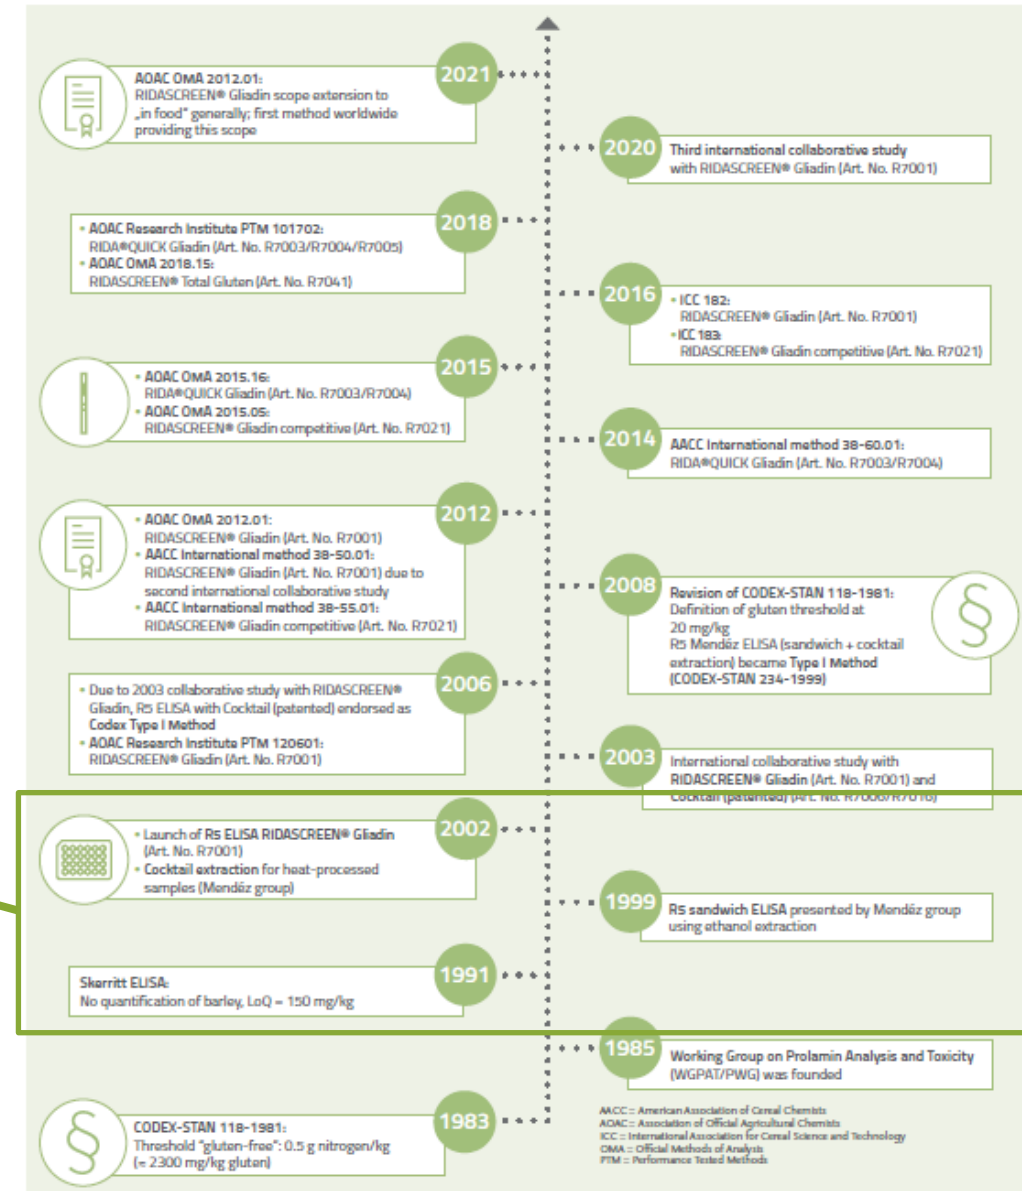 2021
AOAC OMA 2012.01:
RIDASCREEN® Gliadin scope extension to
„in food“ generally; first method worldwide
providing this scope
2020
Third international collaborative study
with RIDASCREEN® Gliadin (Art. No. R7001)
2018
• AOAC Research Institute PTM 101702:
RIDA®QUICK Gliadin (Art. No. R7003/R7004/R7005)
• AOAC OMA 2018.15:
RIDASCREEN® Total Gluten (Art. No. R7041)
2016
• ICC 182:
RIDASCREEN® Gliadin (Art. No. R7001)
• ICC 183:
RIDASCREEN® Gliadin competitive (Art. No. R7021)
2015
• AOAC OMA 2015.16:
RIDA®QUICK Gliadin (Art. No. R7003/R7004)
• AOAC OMA 2015.05:
RIDASCREEN® Gliadin competitive (Art. No. R7021)
2014
AACC International method 38-60.01:
RIDA®QUICK Gliadin (Art. No. R7003/R7004)
2012
• AOAC OMA 2012.01:
RIDASCREEN® Gliadin (Art. No. R7001)
• AACC International method 38-50.01:
RIDASCREEN® Gliadin (Art. No. R7001) due to
second international collaborative study
• AACC International method 38-55.01:
RIDASCREEN® Gliadin competitive (Art. No. R7021)
2008
Revision of CODEX-STAN 118-1981:
Definition of gluten threshold at
20 mg/kg
R5 Mendéz ELISA (sandwich + cocktail
extraction) became Type I Method
(CODEX-STAN 234-1999)
§
2006
• Due to 2003 collaborative study with RIDASCREEN®
Gliadin, R5 ELISA with Cocktail (patented) endorsed as
Codex Type I Method
• AOAC Research Institute PTM 120601:
RIDASCREEN® Gliadin (Art. No. R7001)
2003
International collaborative study with
RIDASCREEN® Gliadin (Art. No. R7001) and
Cocktail (patented) (Art. No. R7006/R7016)
2002
• Launch of R5 ELISA RIDASCREEN® Gliadin
(Art. No. R7001)
• Cocktail extraction for heat-processed
samples (Mendéz group)
1999
R5 sandwich ELISA presented by Mendéz group
using ethanol extraction
1991
Skerritt ELISA:
No quantification of barley, LoQ = 150 mg/kg
1985
Working Group on Prolamin Analysis and Toxicity
(WGPAT/PWG) was founded
1983
§
CODEX-STAN 118-1981:
Threshold "gluten-free": 0.5 g nitrogen/kg
(≈ 2300 mg/kg gluten)
AACC :: American Association of Cereal Chemists
AOAC :: Association of Official Agricultural Chemists
ICC :: International Association for Cereal Science and Technology
OMA :: Official Methods of Analysis
PTM :: Performance Tested Methods